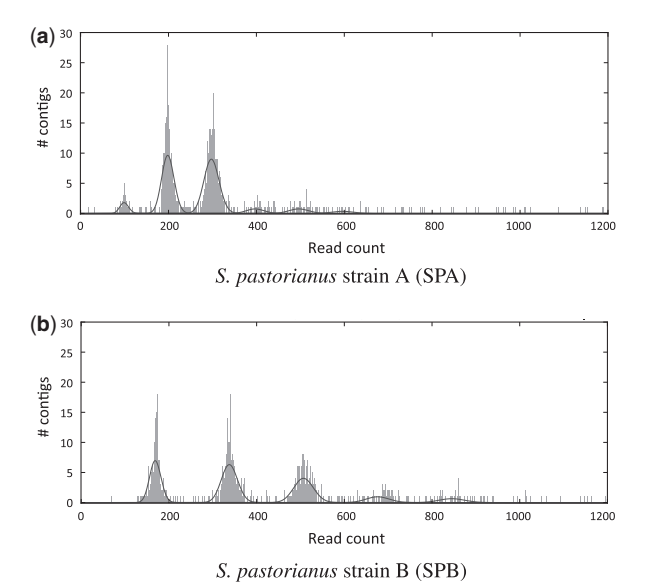 (a)
30
25
20
15
10
5
0
# contigs
0 200 400 600 800 1000 1200
Read count
S. pastorianus strain A (SPA)
(b)
30
25
20
15
10
5
0
# contigs
0 200 400 600 800 1000 1200
Read count
S. pastorianus strain B (SPB)